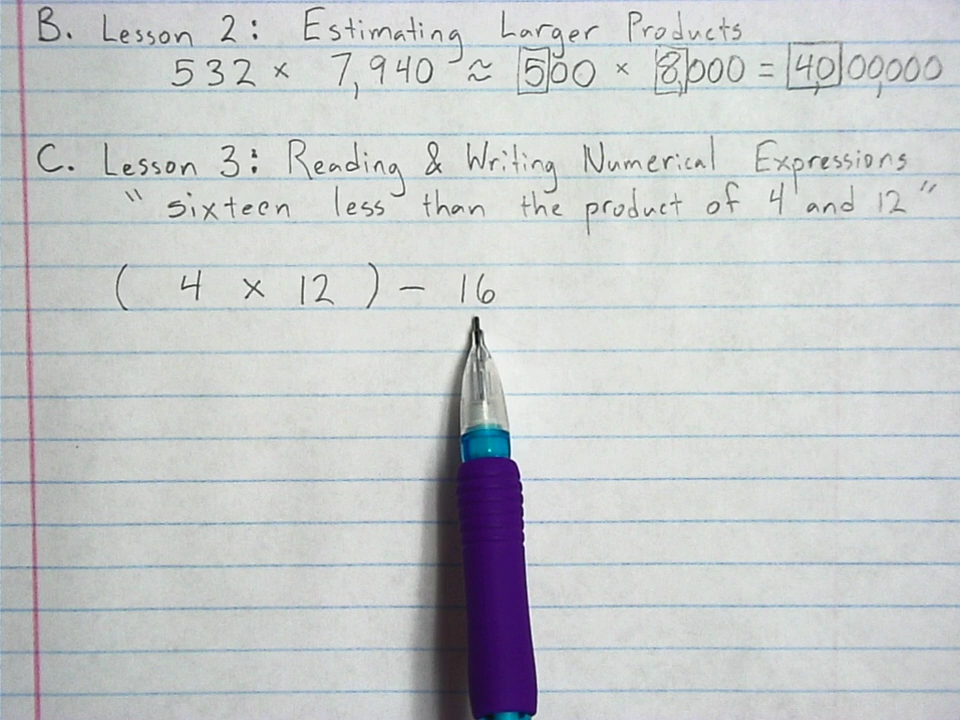 B. Lesson 2: Estimating Larger Products
532 × 7,940 ≈ 500 × 8,000 = 4,000,000
C. Lesson 3: Reading & Writing Numerical Expressions
"sixteen less than the product of 4 and 12"
( 4 × 12 ) - 16